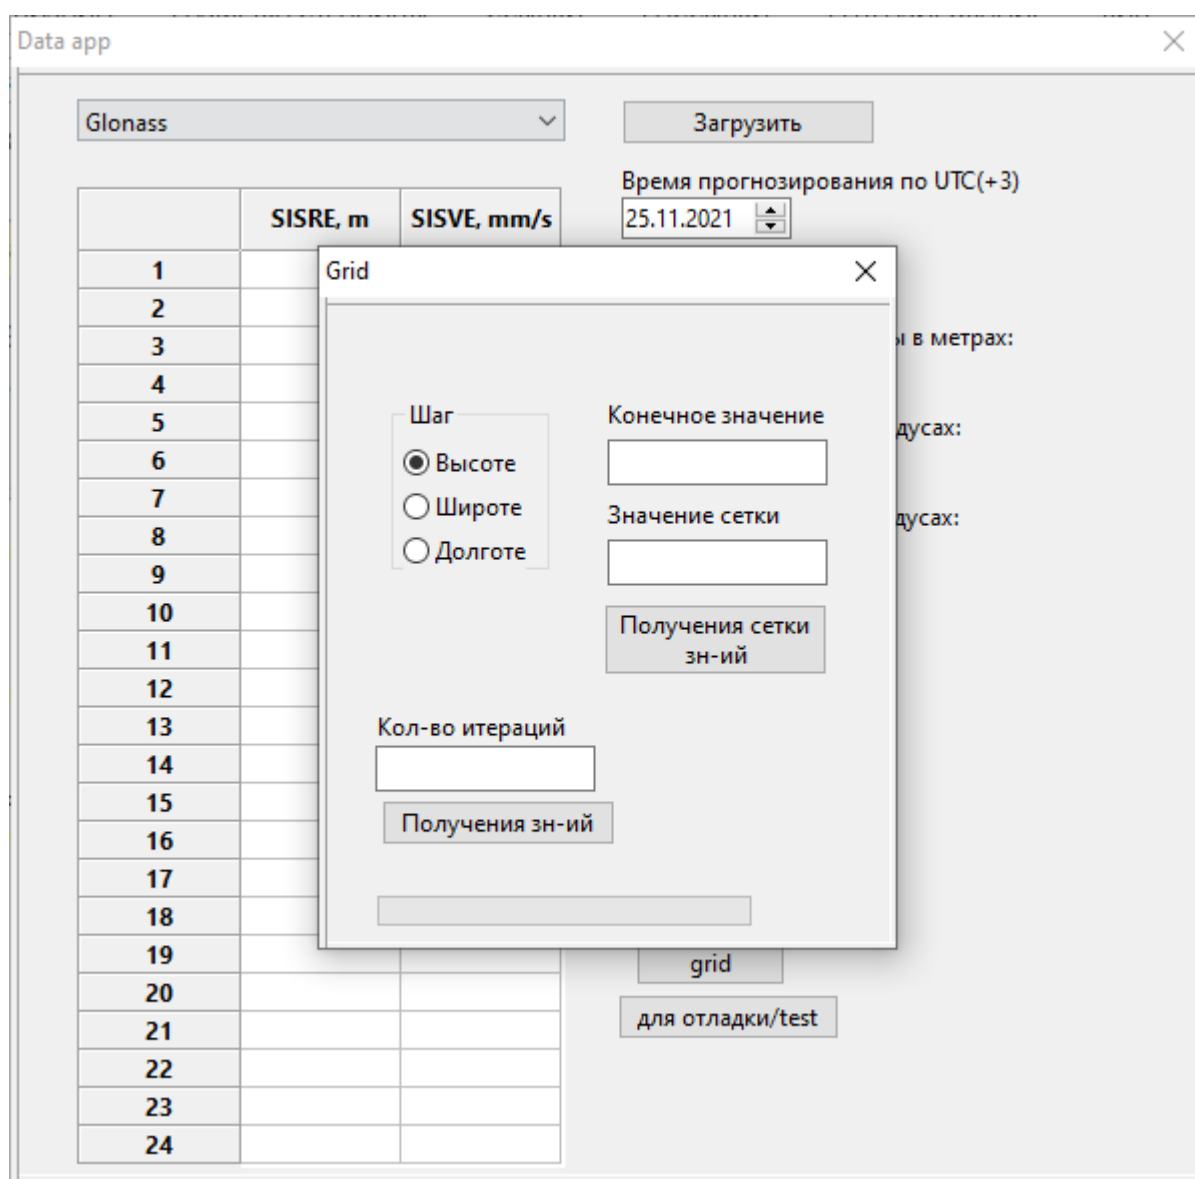 Data app
Glonass
Загрузить
Время прогнозирования по UTC(+3)
25.11.2021
SISRE, m SISVE, mm/s
1
2
3
4
5
6
7
8
9
10
11
12
13
14
15
16
17
18
19
20
21
22
23
24
Grid
в метрах:
Шаг
Высоте
Широте
Долготе
Конечное значение
Значение сетки
Получения сетки
зн-ий
Кол-во итераций
Получения зн-ий
grid
для отладки/test